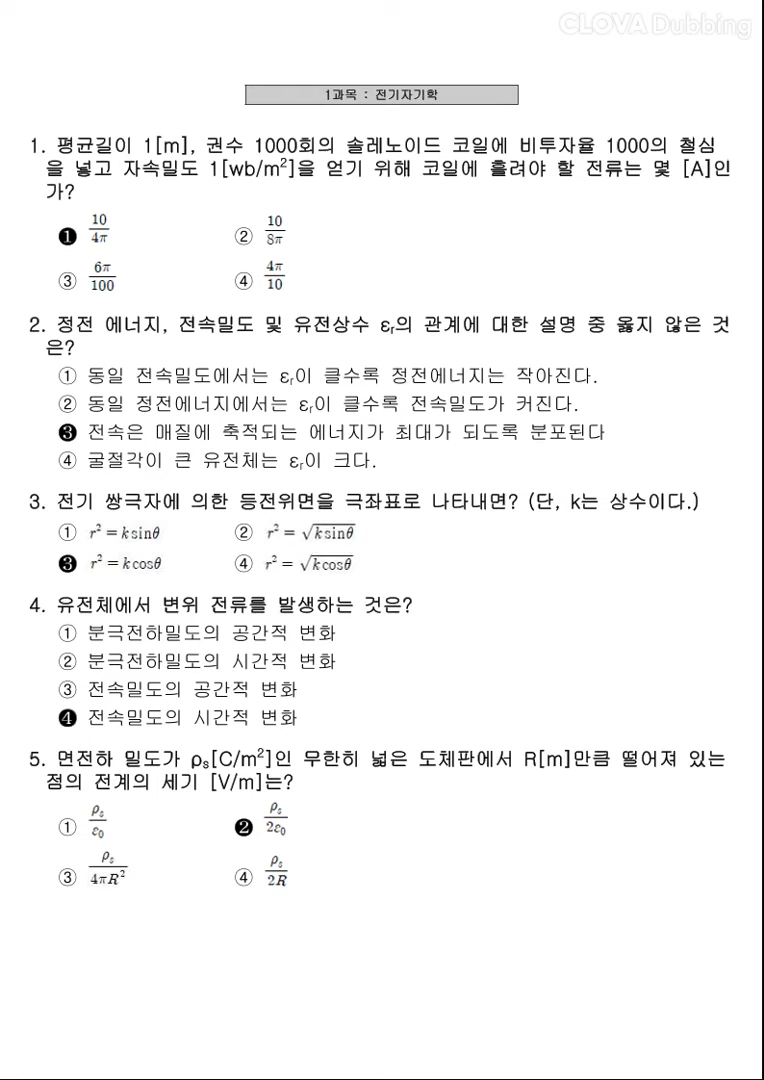 CLOVA Dubbing
1과목 : 전기자기학
1. 평균길이 1[m], 권수 1000회의 솔레노이드 코일에 비투자율 1000의 철심
을 넣고 자속밀도 1[wb/m²]을 얻기 위해 코일에 흘려야 할 전류는 몇 [A]인
가?
❶ 10/4π ② 10/8π
③ 6π/100 ④ 4π/10
2. 정전 에너지, 전속밀도 및 유전상수 εr의 관계에 대한 설명 중 옳지 않은 것
은?
① 동일 전속밀도에서는 εr이 클수록 정전에너지는 작아진다.
② 동일 정전에너지에서는 εr이 클수록 전속밀도가 커진다.
❸ 전속은 매질에 축적되는 에너지가 최대가 되도록 분포된다
④ 굴절각이 큰 유전체는 εr이 크다.
3. 전기 쌍극자에 의한 등전위면을 극좌표로 나타내면? (단, k는 상수이다.)
① r² = k sinθ ② r² = √(k sinθ)
❸ r² = k cosθ ④ r² = √(k cosθ)
4. 유전체에서 변위 전류를 발생하는 것은?
① 분극전하밀도의 공간적 변화
② 분극전하밀도의 시간적 변화
③ 전속밀도의 공간적 변화
❹ 전속밀도의 시간적 변화
5. 면전하 밀도가 ρs[C/m²]인 무한히 넓은 도체판에서 R[m]만큼 떨어져 있는
점의 전계의 세기 [V/m]는?
① ρs/ε0 ❷ ρs/2ε0
③ ρs/4πR² ④ ρs/2R